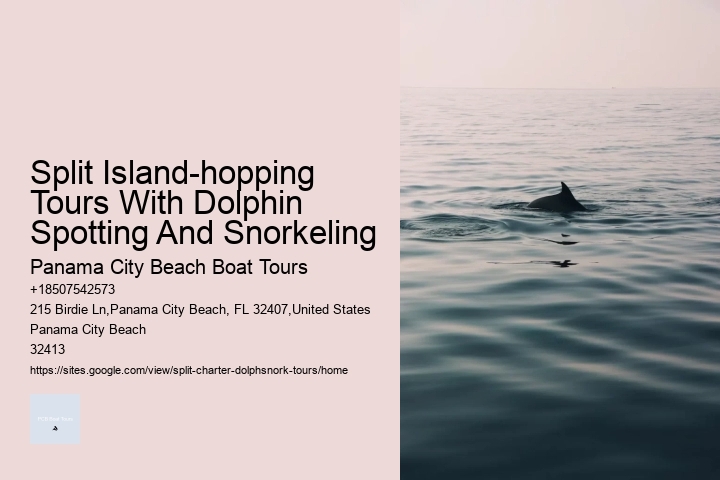 Split Island-hopping
Tours With Dolphin
Spotting And Snorkeling
Panama City Beach Boat Tours
+18507542573
215 Birdie Ln,Panama City Beach, FL 32407,United States
Panama City Beach
32413
https://sites.google.com/view/split-charter-dolphsnork-tours/home